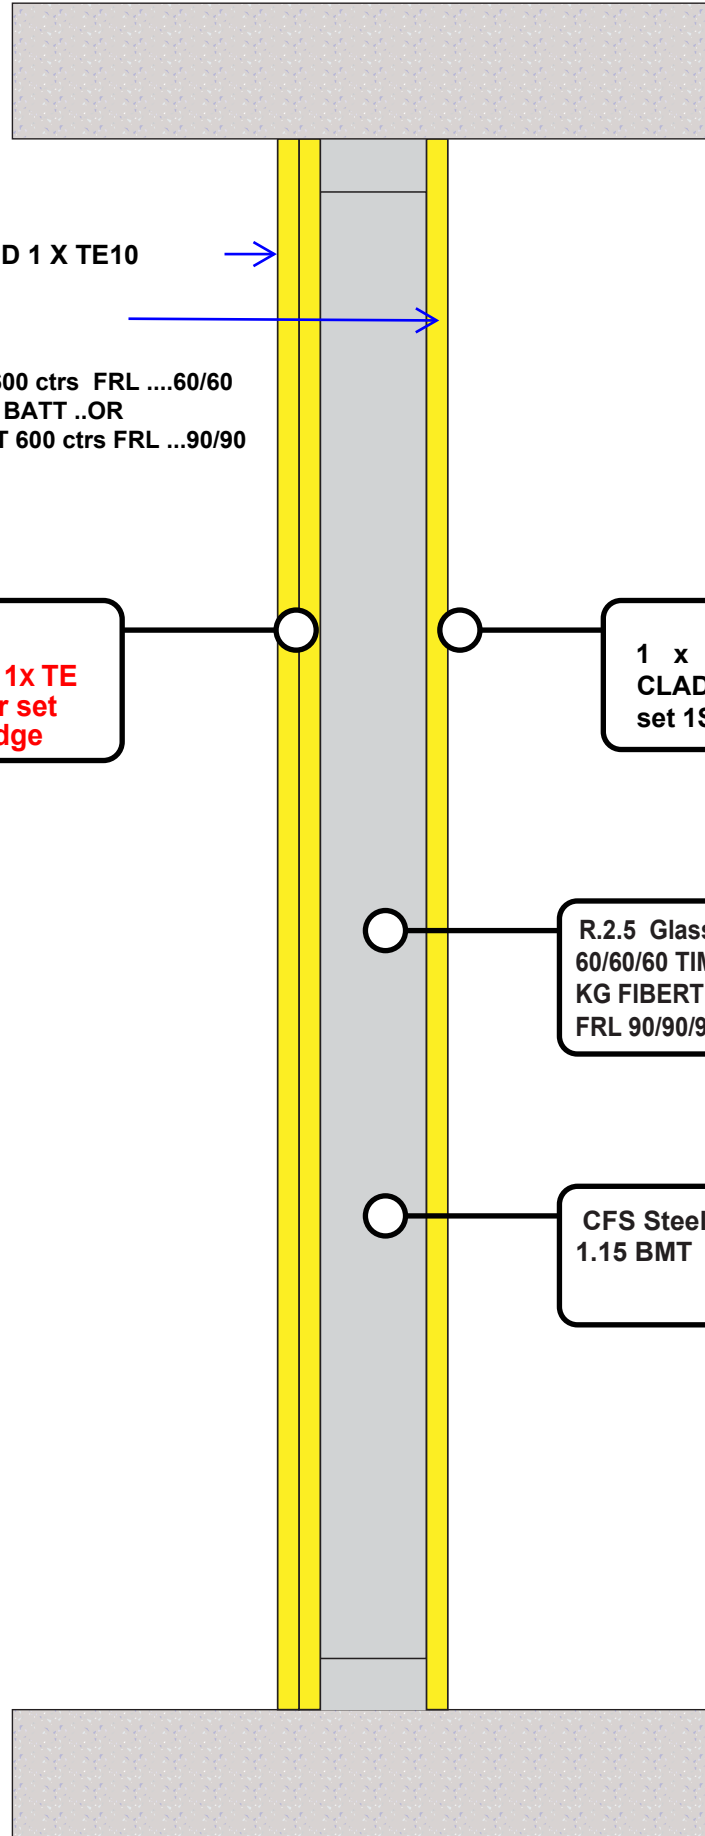 D 1 X TE10
600 ctrs FRL ....60/60
BATT ..OR
T 600 ctrs FRL ...90/90
1x TE
r set
dge
1 x
CLAD
set 1S
R.2.5 Glass
60/60/60 TIM
KG FIBERT
FRL 90/90/9
CFS Steel
1.15 BMT